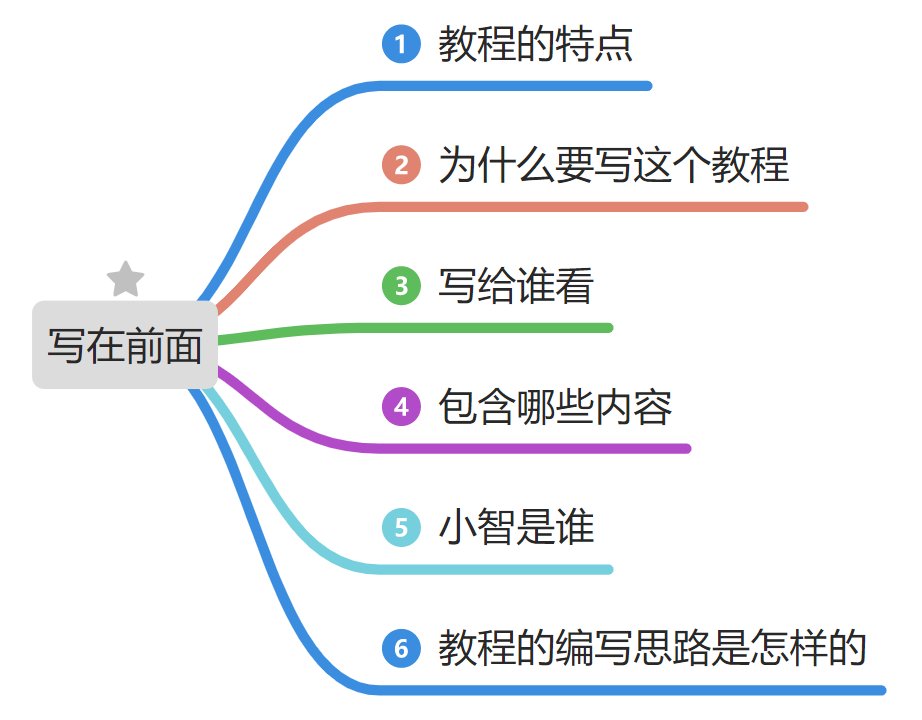 1 教程的特点
2 为什么要写这个教程
3 写给谁看
写在前面
4 包含哪些内容
5 小智是谁
6 教程的编写思路是怎样的